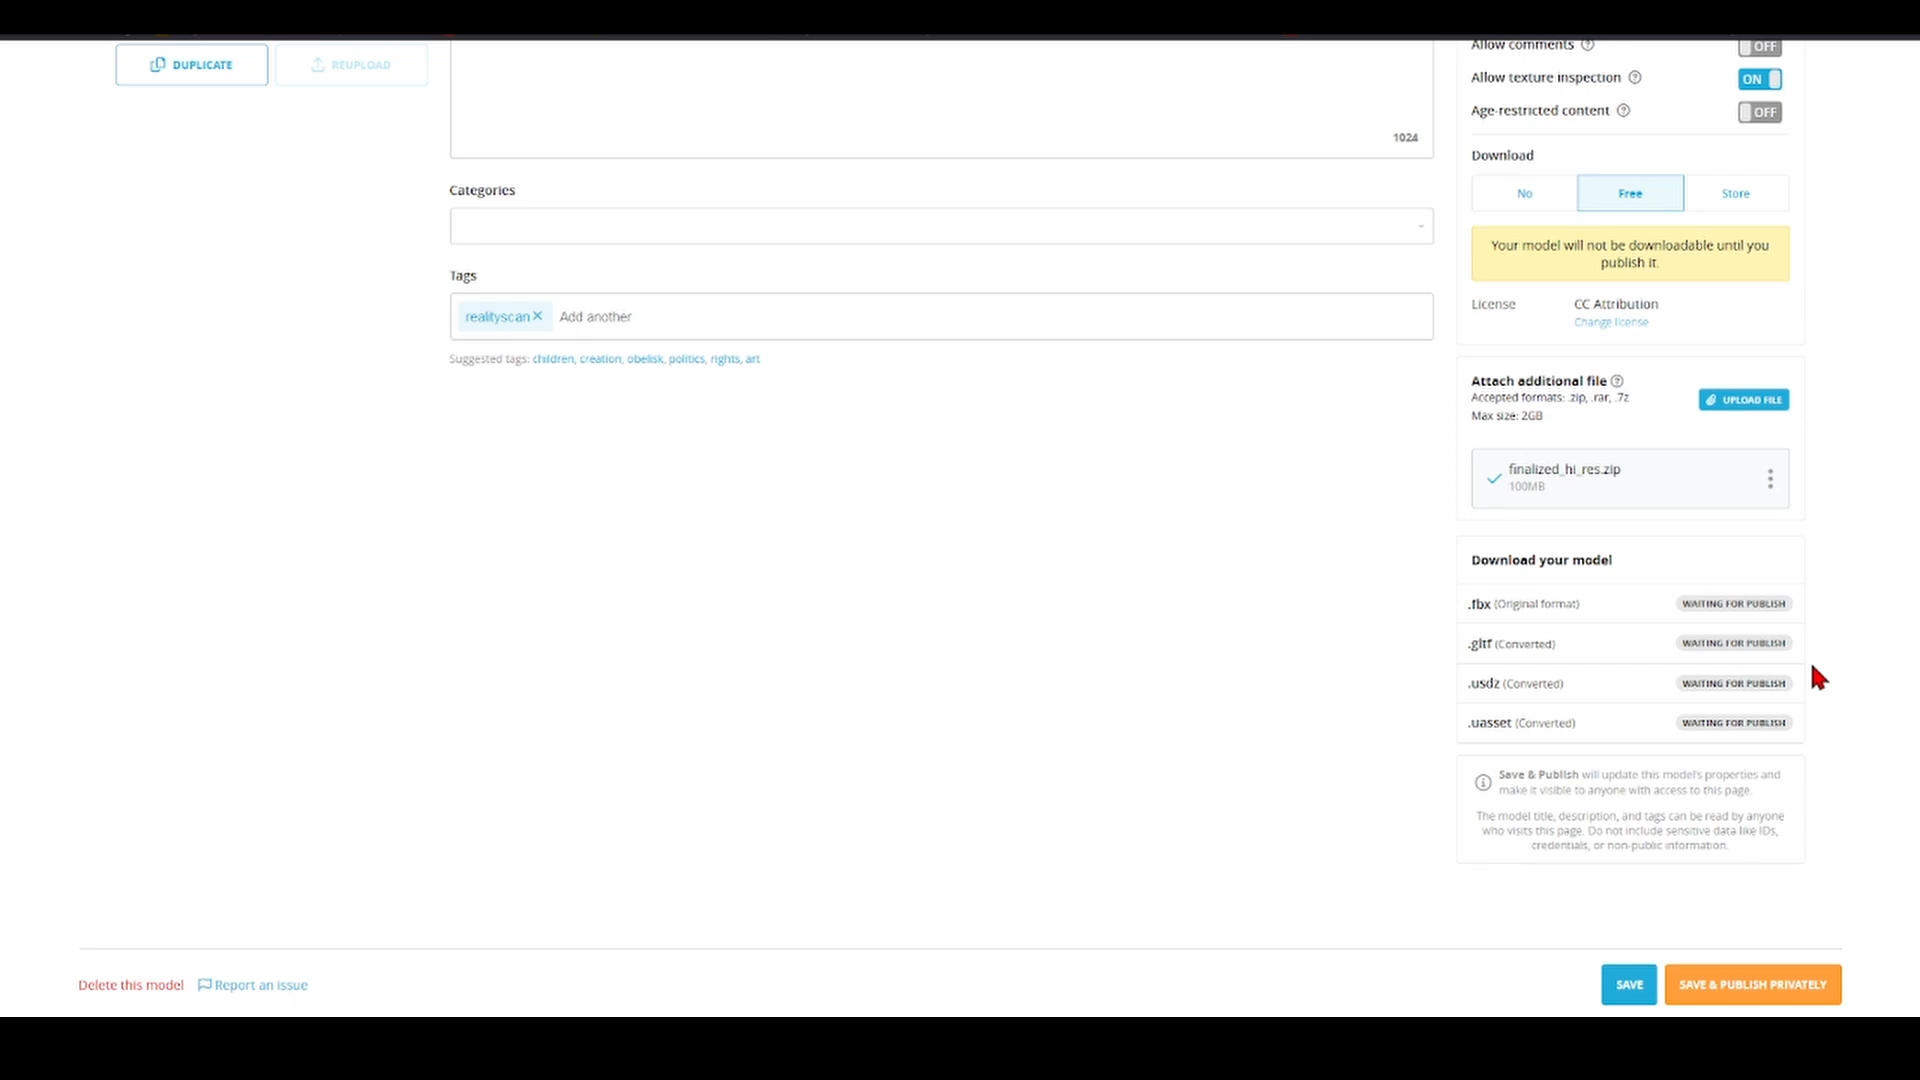 DUPLICATE
REUPLOAD
1024
Categories
Tags
realityscan Add another
Suggested tags: children, creation, obelisk, politics, rights, art
Allow comments
OFF
Allow texture inspection
ON
Age-restricted content
OFF
Download
No
Free
Store
Your model will not be downloadable until you
publish it.
License
CC Attribution
Change license
Attach additional file
Accepted formats: .zip, .rar, .7z
Max size: 2GB
UPLOAD FILE
finalized_hi_res.zip
100MB
Download your model
.fbx (Original format)
WAITING FOR PUBLISH
.gltf (Converted)
WAITING FOR PUBLISH
.usdz (Converted)
WAITING FOR PUBLISH
.uasset (Converted)
WAITING FOR PUBLISH
Save & Publish will update this model's properties and
make it visible to anyone with access to this page.
The model title, description, and tags can be read by anyone
who visits this page. Do not include sensitive data like IDs,
credentials, or non-public information.
Delete this model
Report an issue
SAVE
SAVE & PUBLISH PRIVATELY